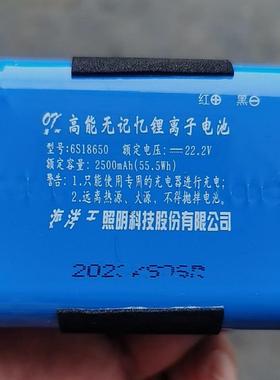 红⊕ 黑⊖
高能无记忆锂离子电池
型号:6S18650 额定电压:⎓22.2V
额定容量:2500mAh(55.5Wh)
警告:1.只能使用专用的充电器进行充电;
2.远离热源、火源、不得抛掷电池。
海洋王照明科技股份有限公司